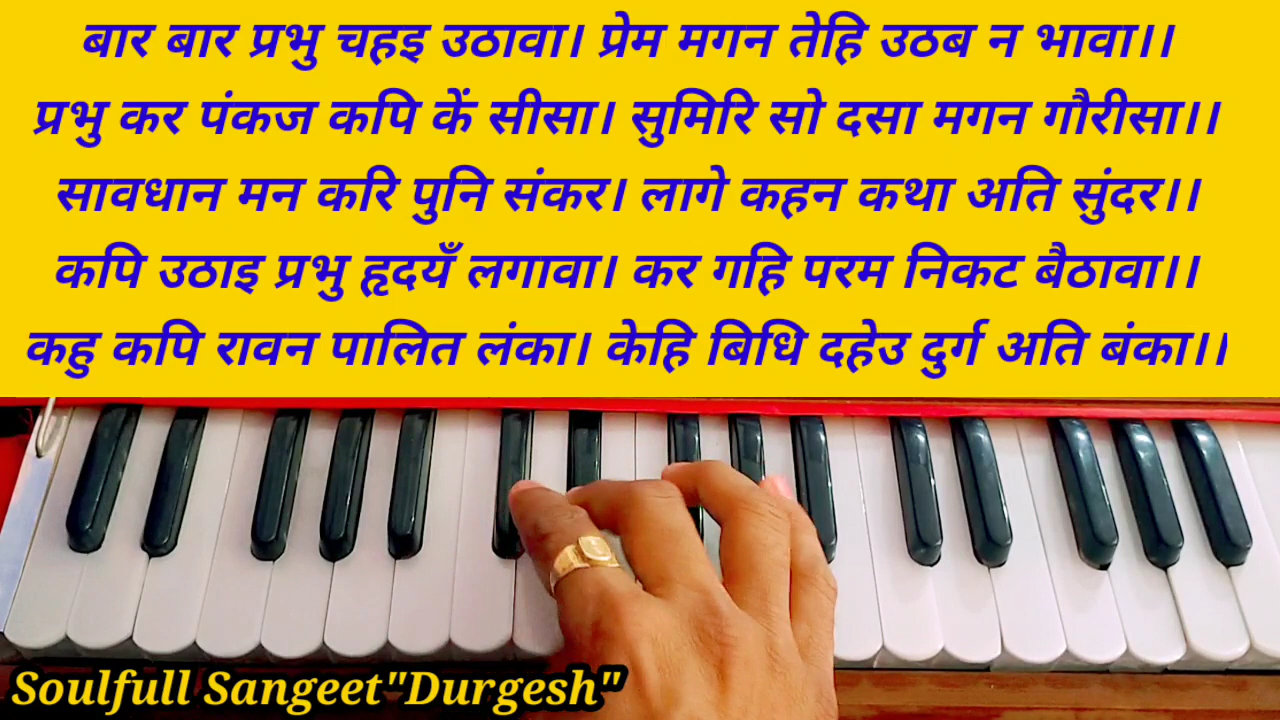 बार बार प्रभु चहइ उठावा। प्रेम मगन तेहि उठब न भावा।।
प्रभु कर पंकज कपि कें सीसा। सुमिरि सो दसा मगन गौरीसा।।
सावधान मन करि पुनि संकर। लागे कहन कथा अति सुंदर।।
कपि उठाइ प्रभु हृदयँ लगावा। कर गहि परम निकट बैठावा।।
कहु कपि रावन पालित लंका। केहि बिधि दहेउ दुर्ग अति बंका।।
Soulfull Sangeet"Durgesh"